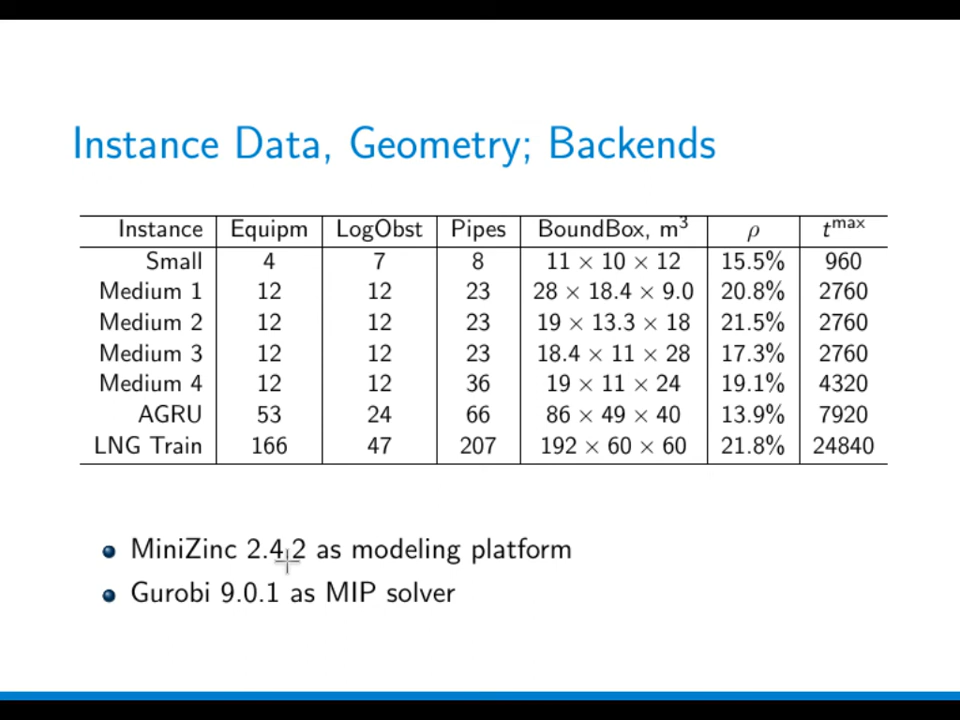 Instance Data, Geometry; Backends
Instance Equipm LogObst Pipes BoundBox, m³ ρ t^max
Small 4 7 8 11 × 10 × 12 15.5% 960
Medium 1 12 12 23 28 × 18.4 × 9.0 20.8% 2760
Medium 2 12 12 23 19 × 13.3 × 18 21.5% 2760
Medium 3 12 12 23 18.4 × 11 × 28 17.3% 2760
Medium 4 12 12 36 19 × 11 × 24 19.1% 4320
AGRU 53 24 66 86 × 49 × 40 13.9% 7920
LNG Train 166 47 207 192 × 60 × 60 21.8% 24840
MiniZinc 2.4.2 as modeling platform
Gurobi 9.0.1 as MIP solver